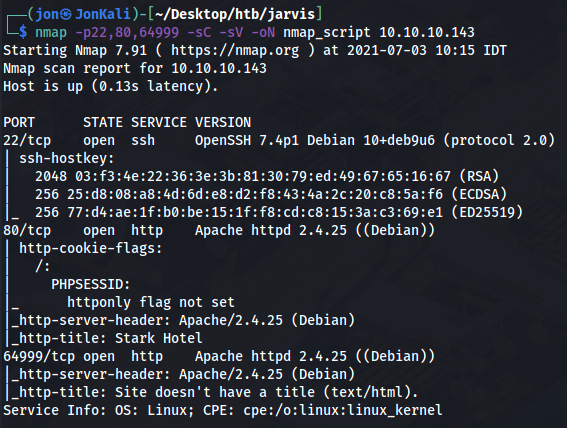 ┌──(jon㉿JonKali)-[~/Desktop/htb/jarvis]
└─$ nmap -p22,80,64999 -sC -sV -oN nmap_script 10.10.10.143
Starting Nmap 7.91 ( https://nmap.org ) at 2021-07-03 10:15 IDT
Nmap scan report for 10.10.10.143
Host is up (0.13s latency).

PORT      STATE SERVICE VERSION
22/tcp    open  ssh     OpenSSH 7.4p1 Debian 10+deb9u6 (protocol 2.0)
| ssh-hostkey:
|   2048 03:f3:4e:22:36:3e:3b:81:30:79:ed:49:67:65:16:67 (RSA)
|   256 25:d8:08:a8:4d:6d:e8:d2:f8:43:4a:2c:20:c8:5a:f6 (ECDSA)
|_  256 77:d4:ae:1f:b0:be:15:1f:f8:cd:c8:15:3a:c3:69:e1 (ED25519)
80/tcp    open  http    Apache httpd 2.4.25 ((Debian))
| http-cookie-flags:
|   /:
|     PHPSESSID:
|_      httponly flag not set
|_http-server-header: Apache/2.4.25 (Debian)
|_http-title: Stark Hotel
64999/tcp open  http    Apache httpd 2.4.25 ((Debian))
|_http-server-header: Apache/2.4.25 (Debian)
|_http-title: Site doesn't have a title (text/html).
Service Info: OS: Linux; CPE: cpe:/o:linux:linux_kernel